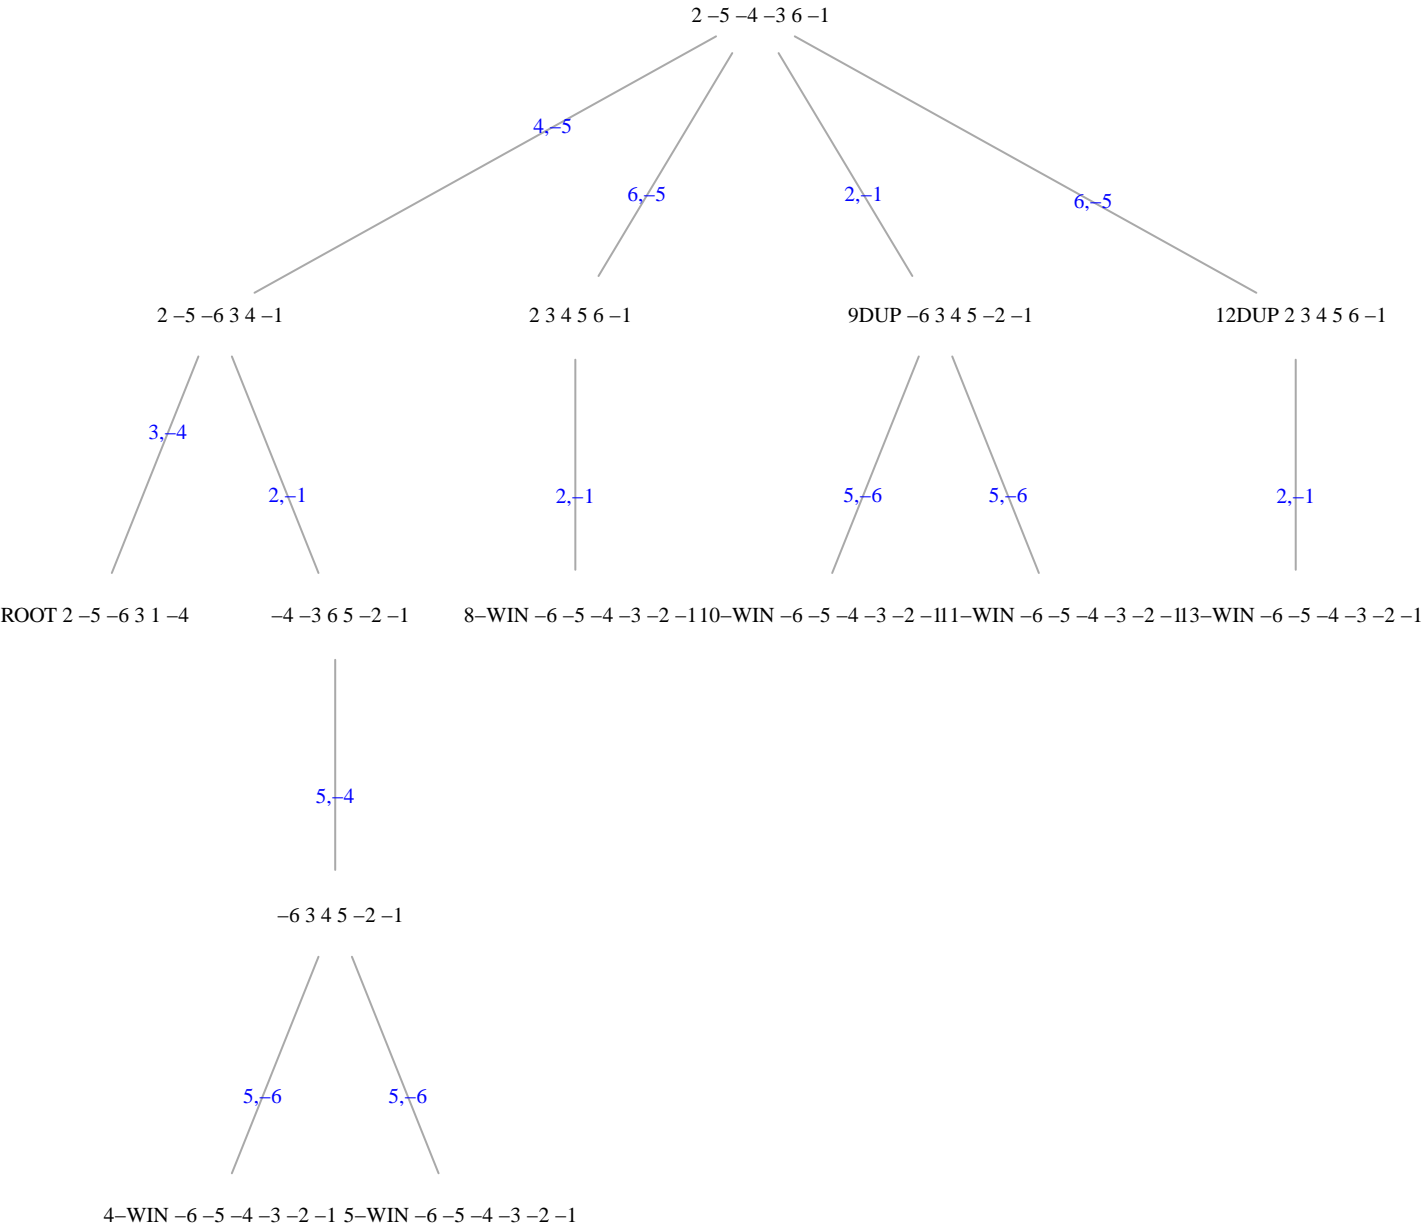 2 –5 –4 –3 6 –1
4,–5
6,–5
2,–1
6,–5
2 –5 –6 3 4 –1
2 3 4 5 6 –1
9DUP –6 3 4 5 –2 –1
12DUP 2 3 4 5 6 –1
3,–4
2,–1
2,–1
5,–6
5,–6
2,–1
ROOT 2 –5 –6 3 1 –4
–4 –3 6 5 –2 –1
8–WIN –6 –5 –4 –3 –2 –1
10–WIN –6 –5 –4 –3 –2 –1
11–WIN –6 –5 –4 –3 –2 –1
13–WIN –6 –5 –4 –3 –2 –1
5,–4
–6 3 4 5 –2 –1
5,–6
5,–6
4–WIN –6 –5 –4 –3 –2 –1
5–WIN –6 –5 –4 –3 –2 –1